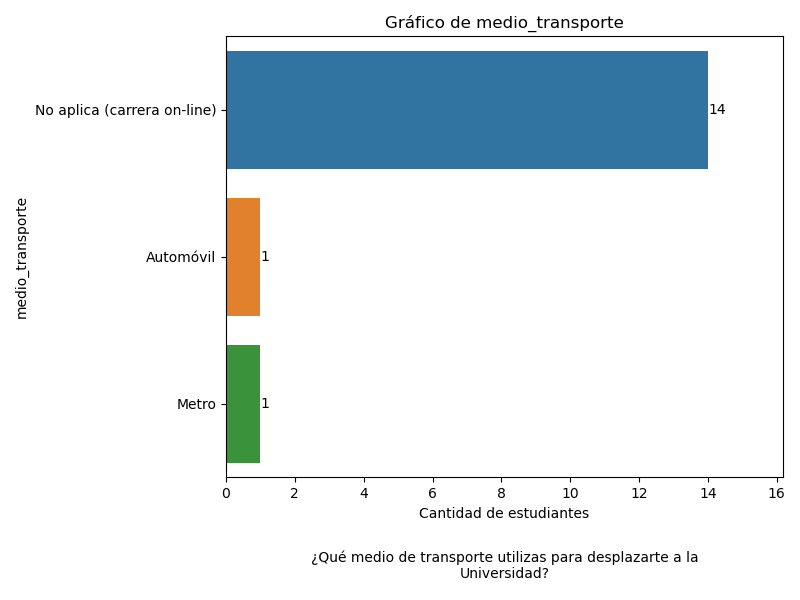 Gráfico de medio_transporte
medio_transporte
No aplica (carrera on-line)
14
Automóvil
1
Metro
1
0 2 4 6 8 10 12 14 16
Cantidad de estudiantes
¿Qué medio de transporte utilizas para desplazarte a la
Universidad?